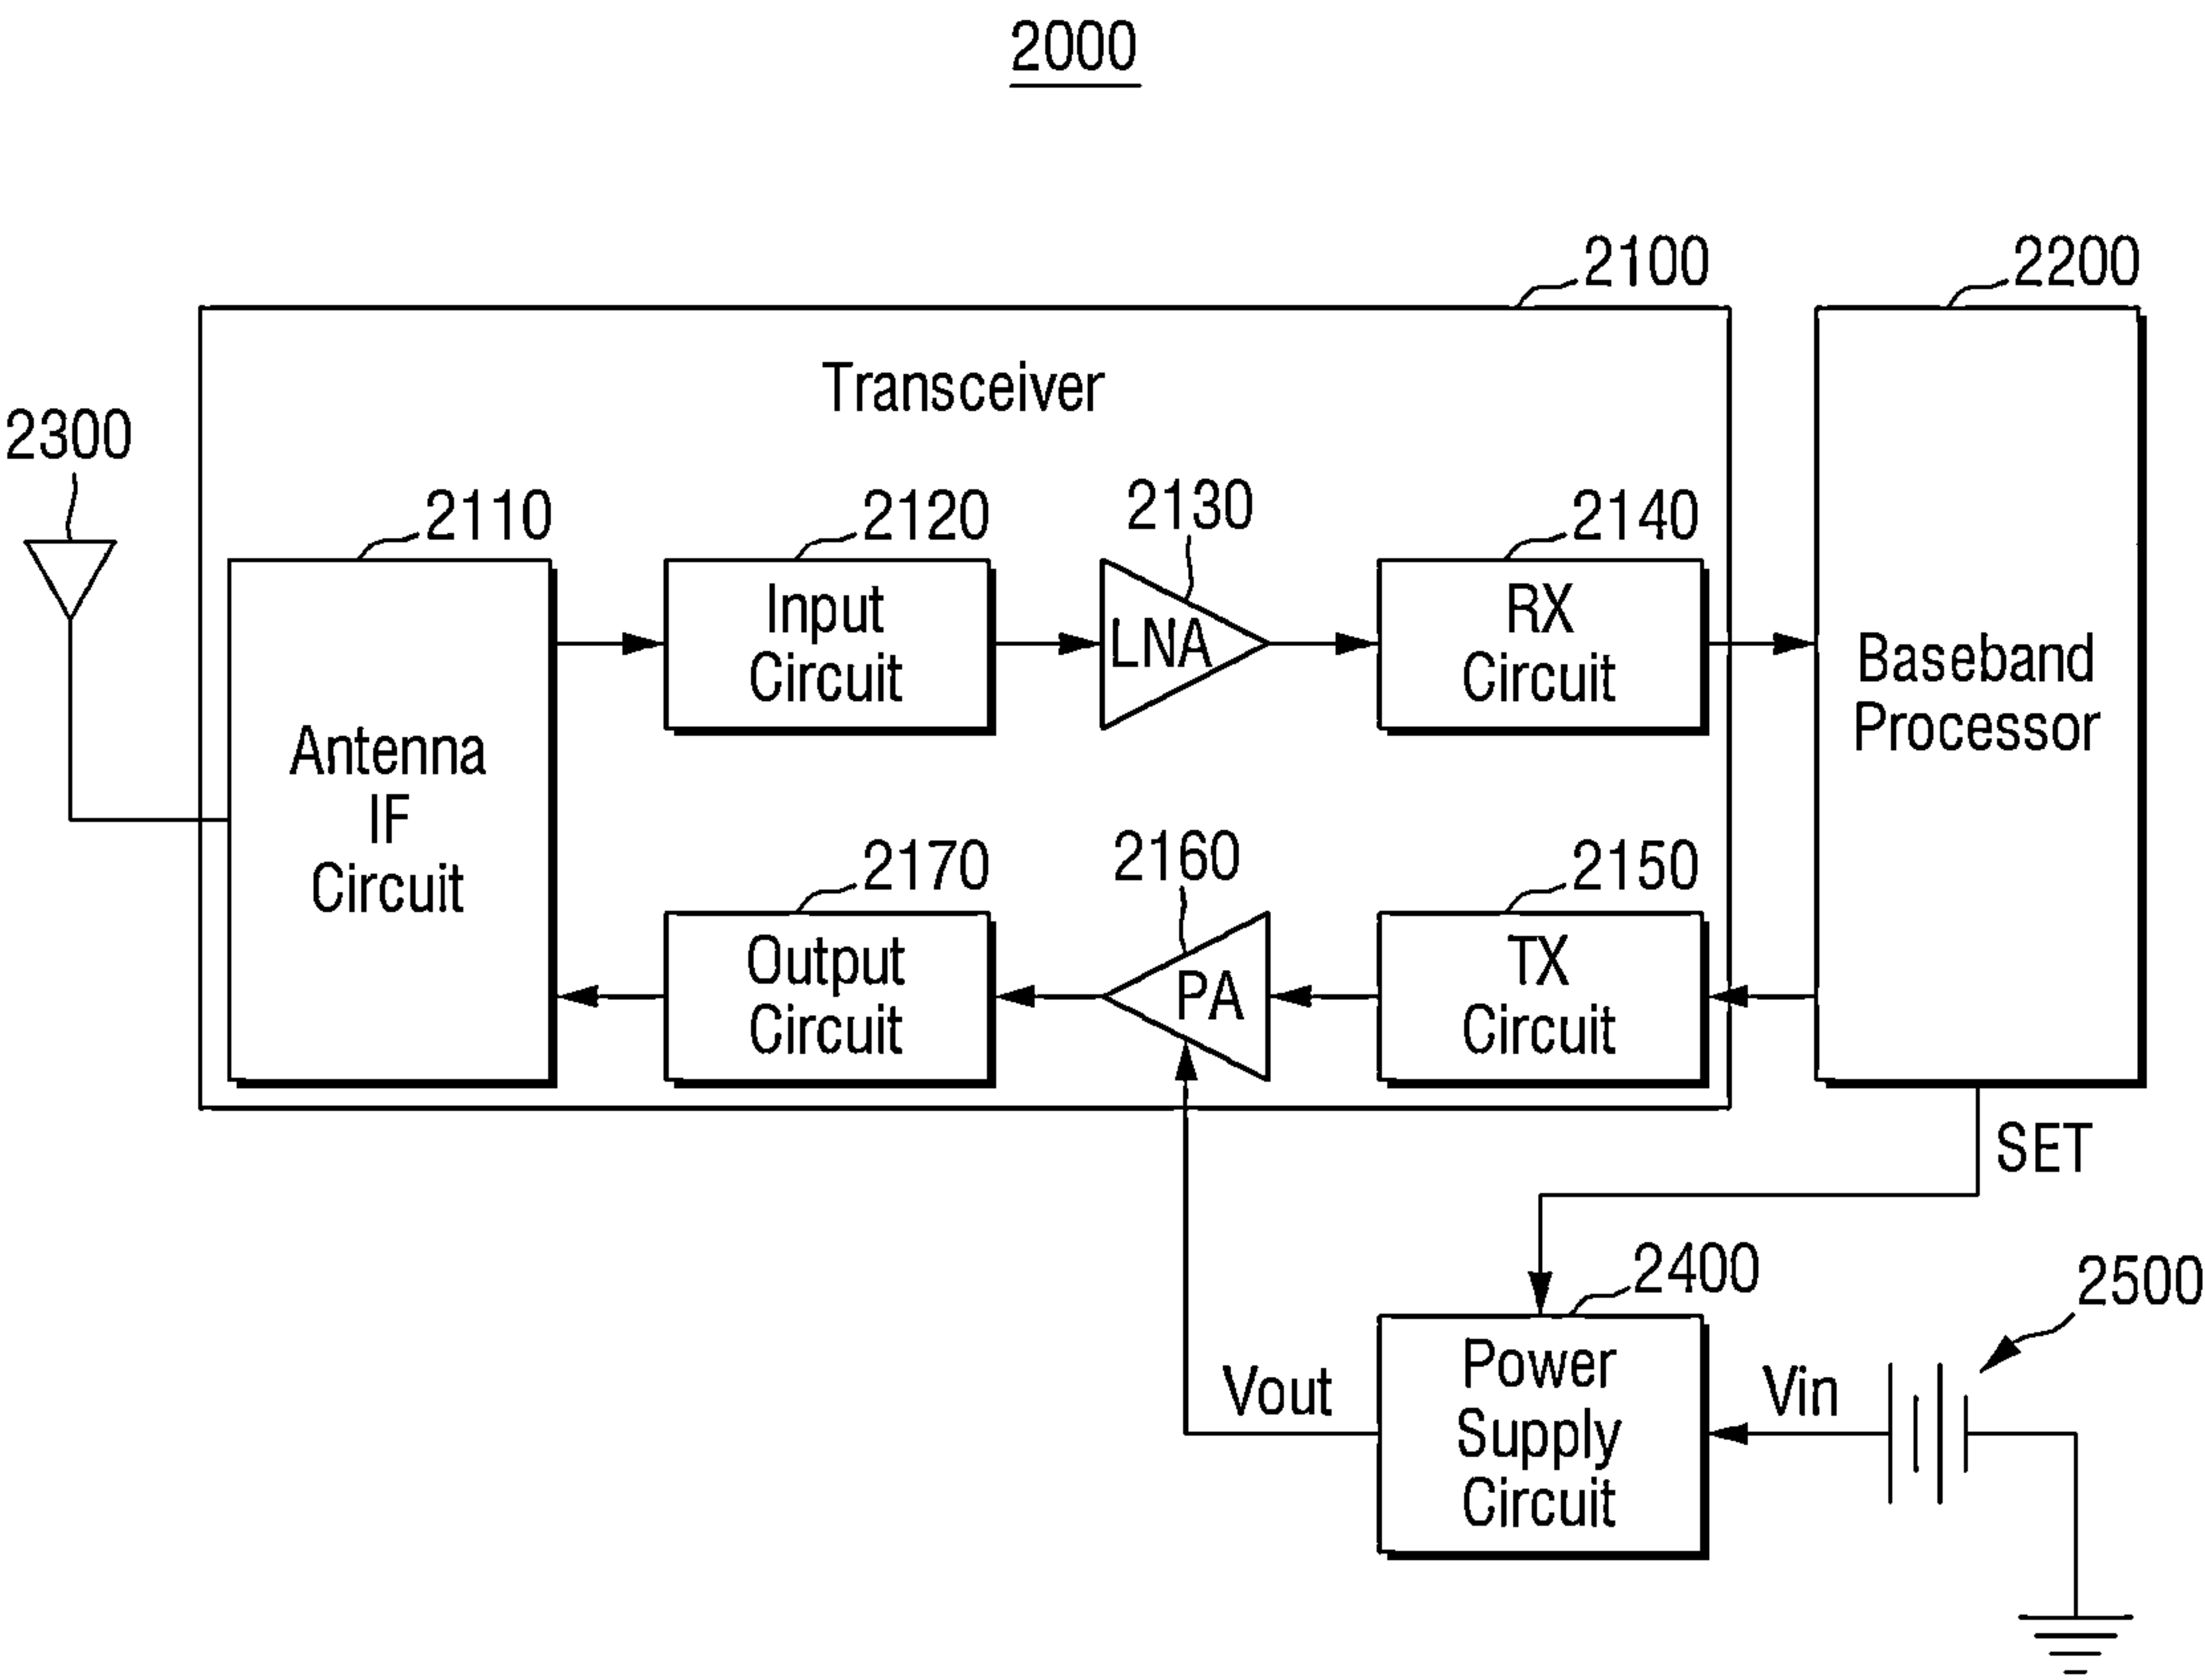 2000
2100
2200
Transceiver
2300
2110
2120
2130
2140
Input
Circuit
LNA
RX
Circuit
Baseband
Processor
Antenna
IF
Circuit
2170
2160
2150
Output
Circuit
PA
TX
Circuit
SET
2400
2500
Vout
Power
Supply
Circuit
Vin